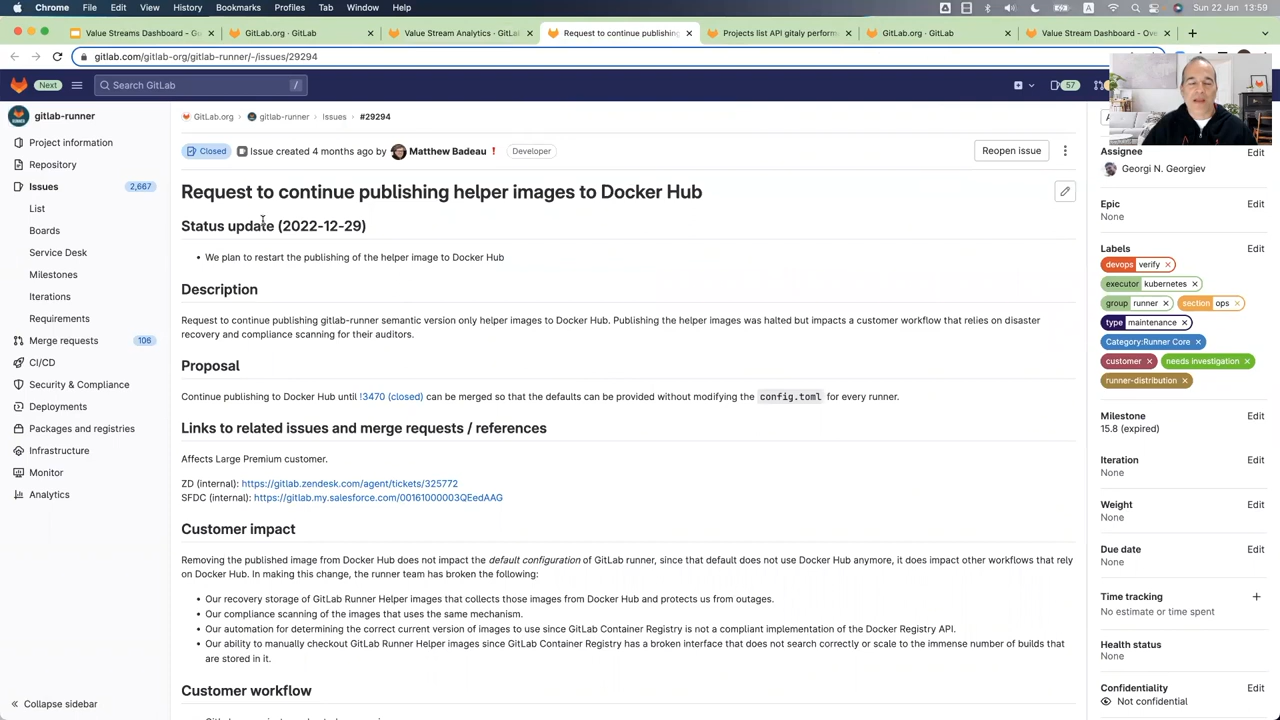 Chrome File Edit View History Bookmarks Profiles Tab Window Help
A Sun 22 Jan 13:59
Value Streams Dashboard - G
GitLab.org · GitLab
Value Stream Analytics · GitLab
Request to continue publishing
Projects list API gitaly perform
GitLab.org · GitLab
Value Stream Dashboard - Ove
gitlab.com/gitlab-org/gitlab-runner/-/issues/29294
Next
Search GitLab /
57
gitlab-runner
Project information
Repository
Issues 2,667
List
Boards
Service Desk
Milestones
Iterations
Requirements
Merge requests 106
CI/CD
Security & Compliance
Deployments
Packages and registries
Infrastructure
Monitor
Analytics
Collapse sidebar
GitLab.org > gitlab-runner > Issues > #29294
Closed Issue created 4 months ago by Matthew Badeau Developer
Reopen issue
Request to continue publishing helper images to Docker Hub
Status update (2022-12-29)
• We plan to restart the publishing of the helper image to Docker Hub
Description
Request to continue publishing gitlab-runner semantic version only helper images to Docker Hub. Publishing the helper images was halted but impacts a customer workflow that relies on disaster
recovery and compliance scanning for their auditors.
Proposal
Continue publishing to Docker Hub until !3470 (closed) can be merged so that the defaults can be provided without modifying the config.toml for every runner.
Links to related issues and merge requests / references
Affects Large Premium customer.
ZD (internal): https://gitlab.zendesk.com/agent/tickets/325772
SFDC (internal): https://gitlab.my.salesforce.com/00161000003QEedAAG
Customer impact
Removing the published image from Docker Hub does not impact the default configuration of GitLab runner, since that default does not use Docker Hub anymore, it does impact other workflows that rely
on Docker Hub. In making this change, the runner team has broken the following:
• Our recovery storage of GitLab Runner Helper images that collects those images from Docker Hub and protects us from outages.
• Our compliance scanning of the images that uses the same mechanism.
• Our automation for determining the correct current version of images to use since GitLab Container Registry is not a compliant implementation of the Docker Registry API.
• Our ability to manually checkout GitLab Runner Helper images since GitLab Container Registry has a broken interface that does not search correctly or scale to the immense number of builds that
are stored in it.
Customer workflow
Assignee Edit
Georgi N. Georgiev
Epic Edit
None
Labels Edit
devops verify
executor kubernetes
group runner section ops
type maintenance
Category:Runner Core
customer needs investigation
runner-distribution
Milestone Edit
15.8 (expired)
Iteration Edit
None
Weight Edit
None
Due date Edit
None
Time tracking +
No estimate or time spent
Health status Edit
None
Confidentiality Edit
Not confidential